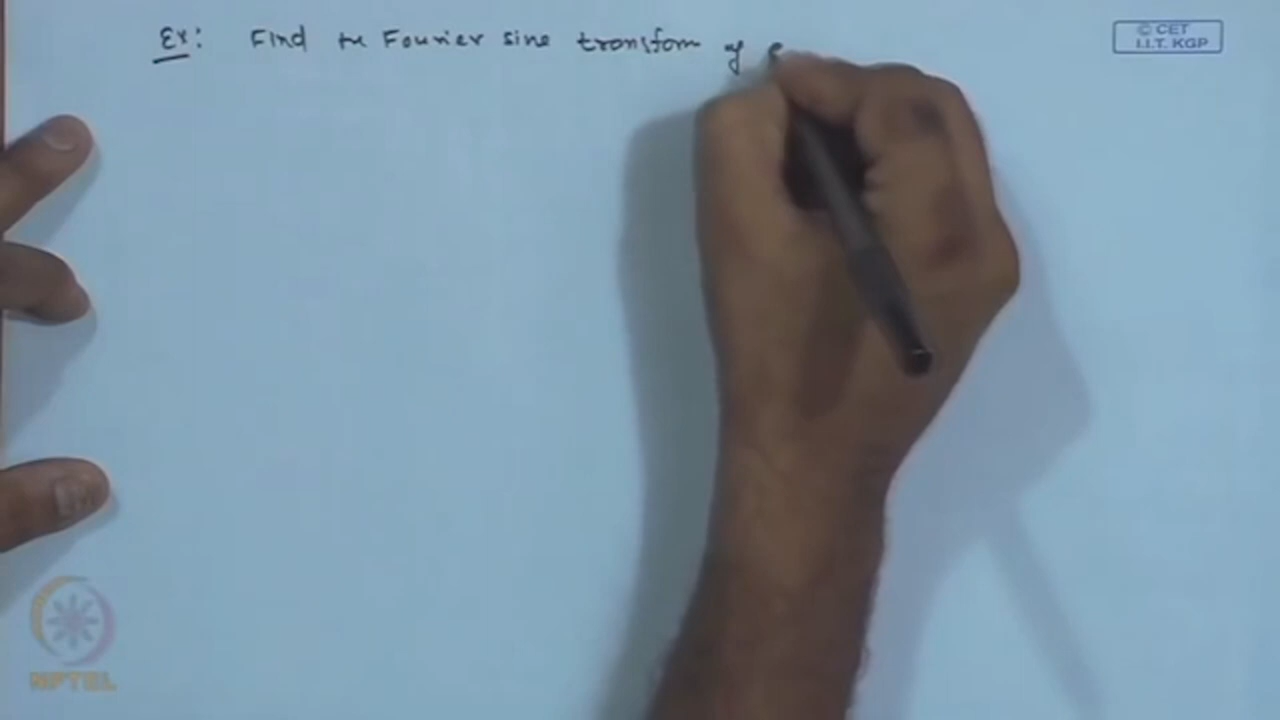 Ex: Find the Fourier sine transform of e
© CET
I.I.T. KGP
NPTEL